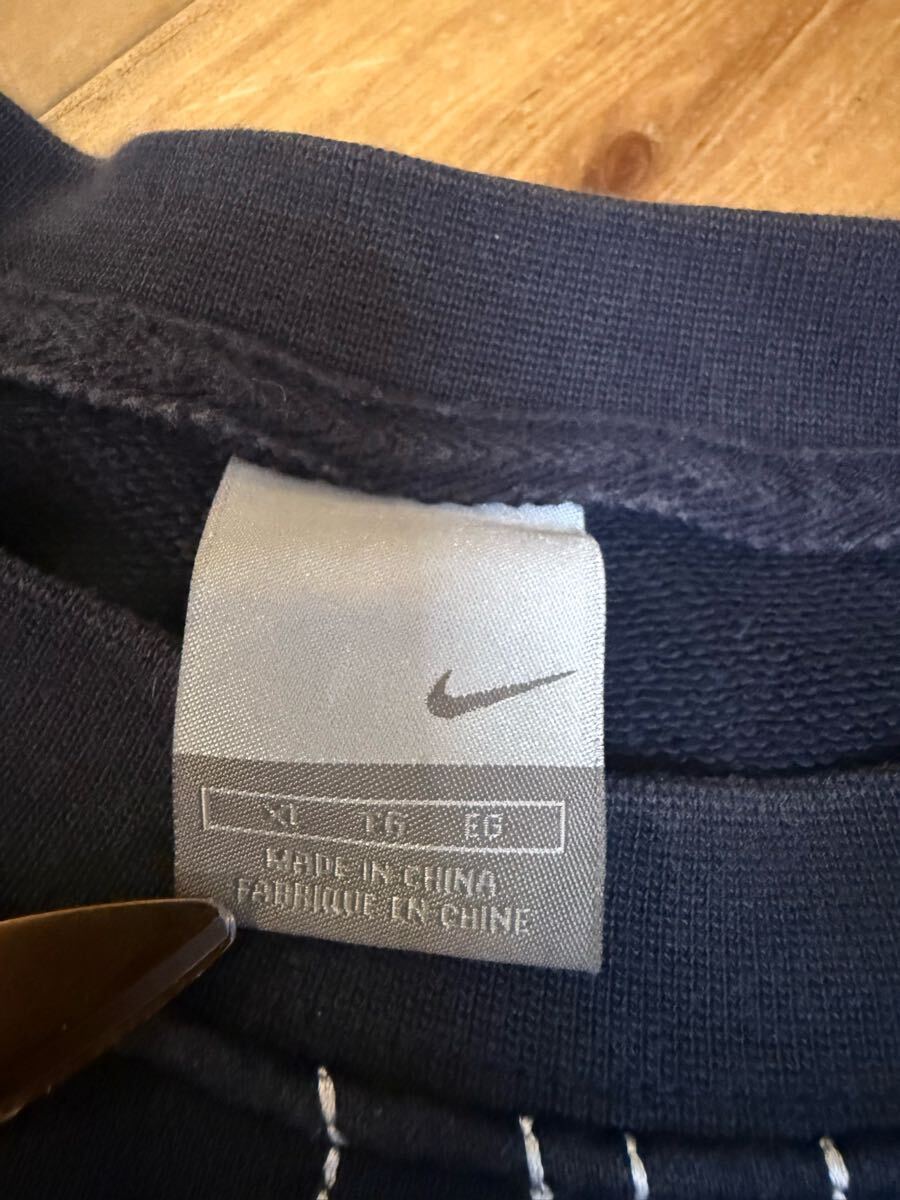 XL TG EG
MADE IN CHINA
FABRIQUE EN CHINE